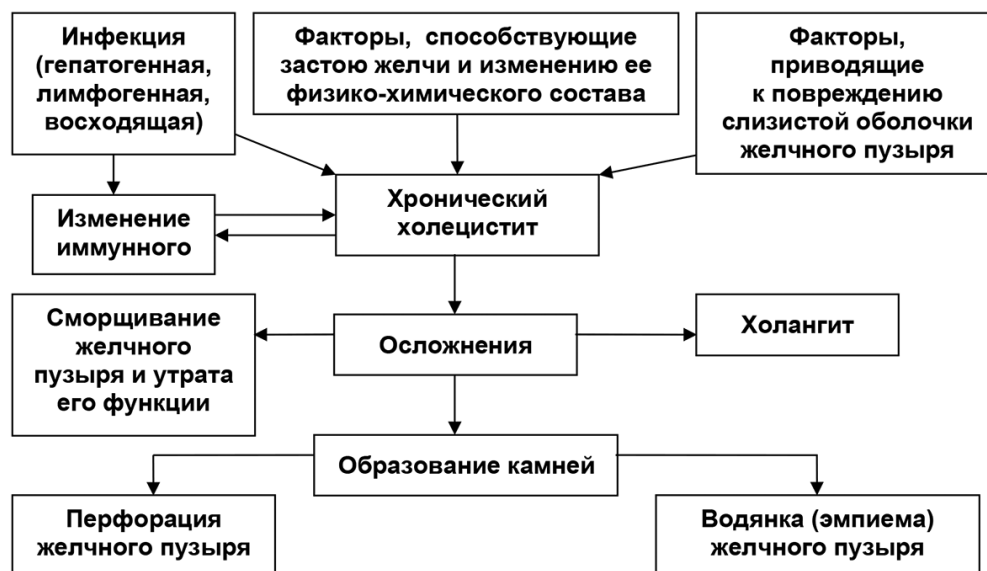 Инфекция
(гепатогенная,
лимфогенная,
восходящая)
Факторы, способствующие
застою желчи и изменению ее
физико-химического состава
Факторы,
приводящие
к повреждению
слизистой оболочки
желчного пузыря
Изменение
иммунного
Хронический
холецистит
Сморщивание
желчного
пузыря и утрата
его функции
Осложнения
Холангит
Образование камней
Перфорация
желчного пузыря
Водянка (эмпиема)
желчного пузыря